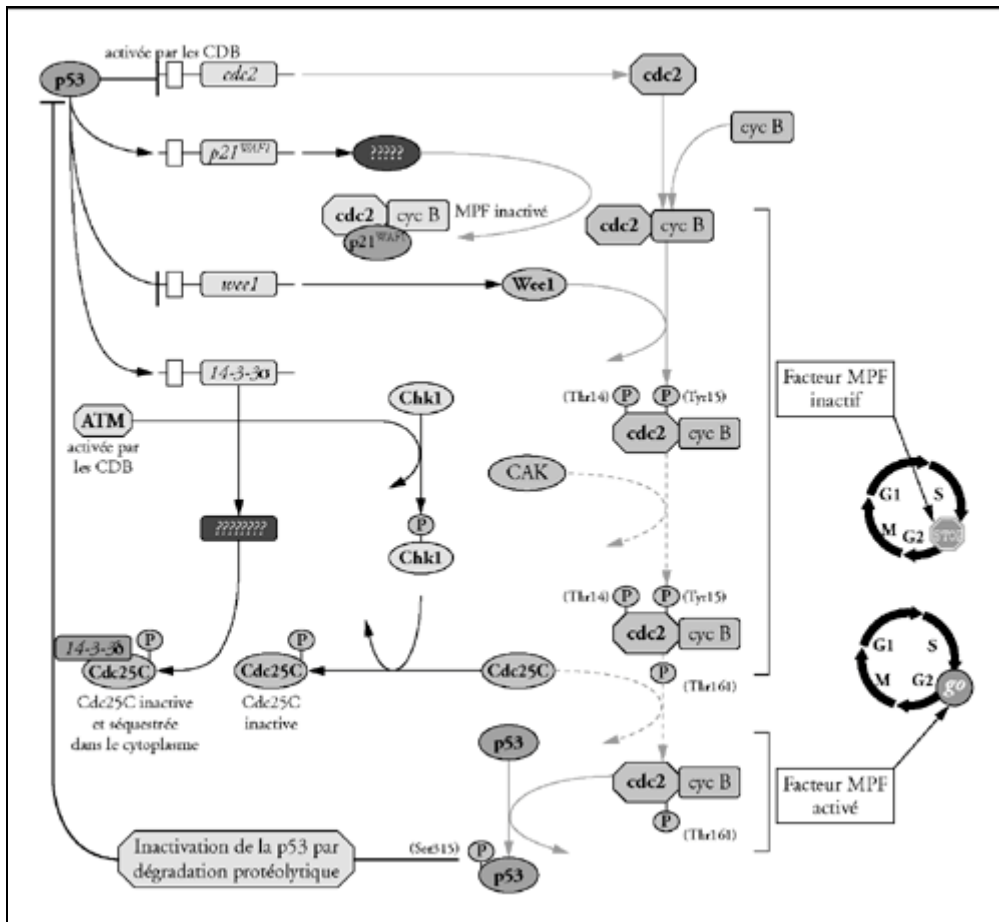 activée par les CDB
p53
cdc2
cdc2
cyc B
p21WAF1
?????
cdc2
cyc B
MPF inactivé
p21WAF1
cdc2
cyc B
wee1
Wee1
14-3-3σ
Chk1
ATM
activée par
les CDB
(Thr14)
P
P
(Tyr15)
cdc2
cyc B
Facteur MPF
inactif
CAK
G1
S
M
G2
STOP
????????
P
Chk1
(Thr14)
P
P
(Tyr15)
cdc2
cyc B
P
(Thr161)
14-3-3δ
P
Cdc25C
P
Cdc25C
Cdc25C
Cdc25C inactive
et séquestrée
dans le cytoplasme
Cdc25C
inactive
G1
S
M
G2
go
p53
cdc2
cyc B
P
(Thr161)
Facteur MPF
activé
Inactivation de la p53 par
dégradation protéolytique
(Ser315)
P
p53